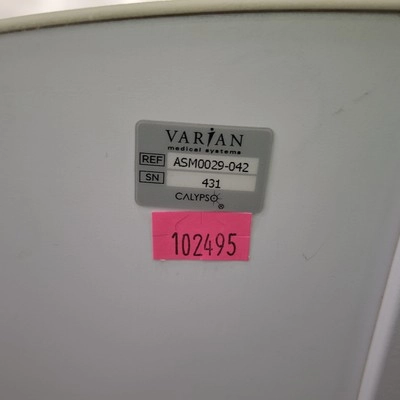 VARIAN
medical systems
REF ASM0029-042
SN 431
CALYPSO ®
102495